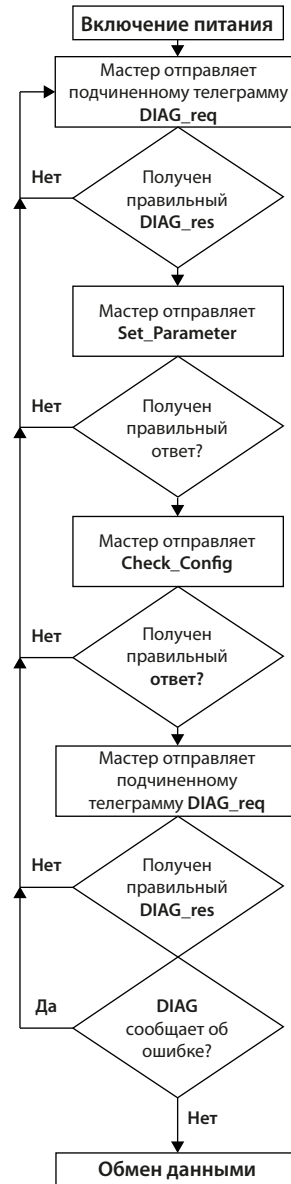 Включение питания
Мастер отправляет
подчиненному телеграмму
DIAG_req
Нет
Получен
правильный
DIAG_res
Мастер отправляет
Set_Parameter
Нет
Получен
правильный
ответ?
Мастер отправляет
Check_Config
Нет
Получен
правильный
ответ?
Мастер отправляет
подчиненному
телеграмму DIAG_req
Нет
Получен
правильный
DIAG_res
Да
DIAG
сообщает об
ошибке?
Нет
Обмен данными